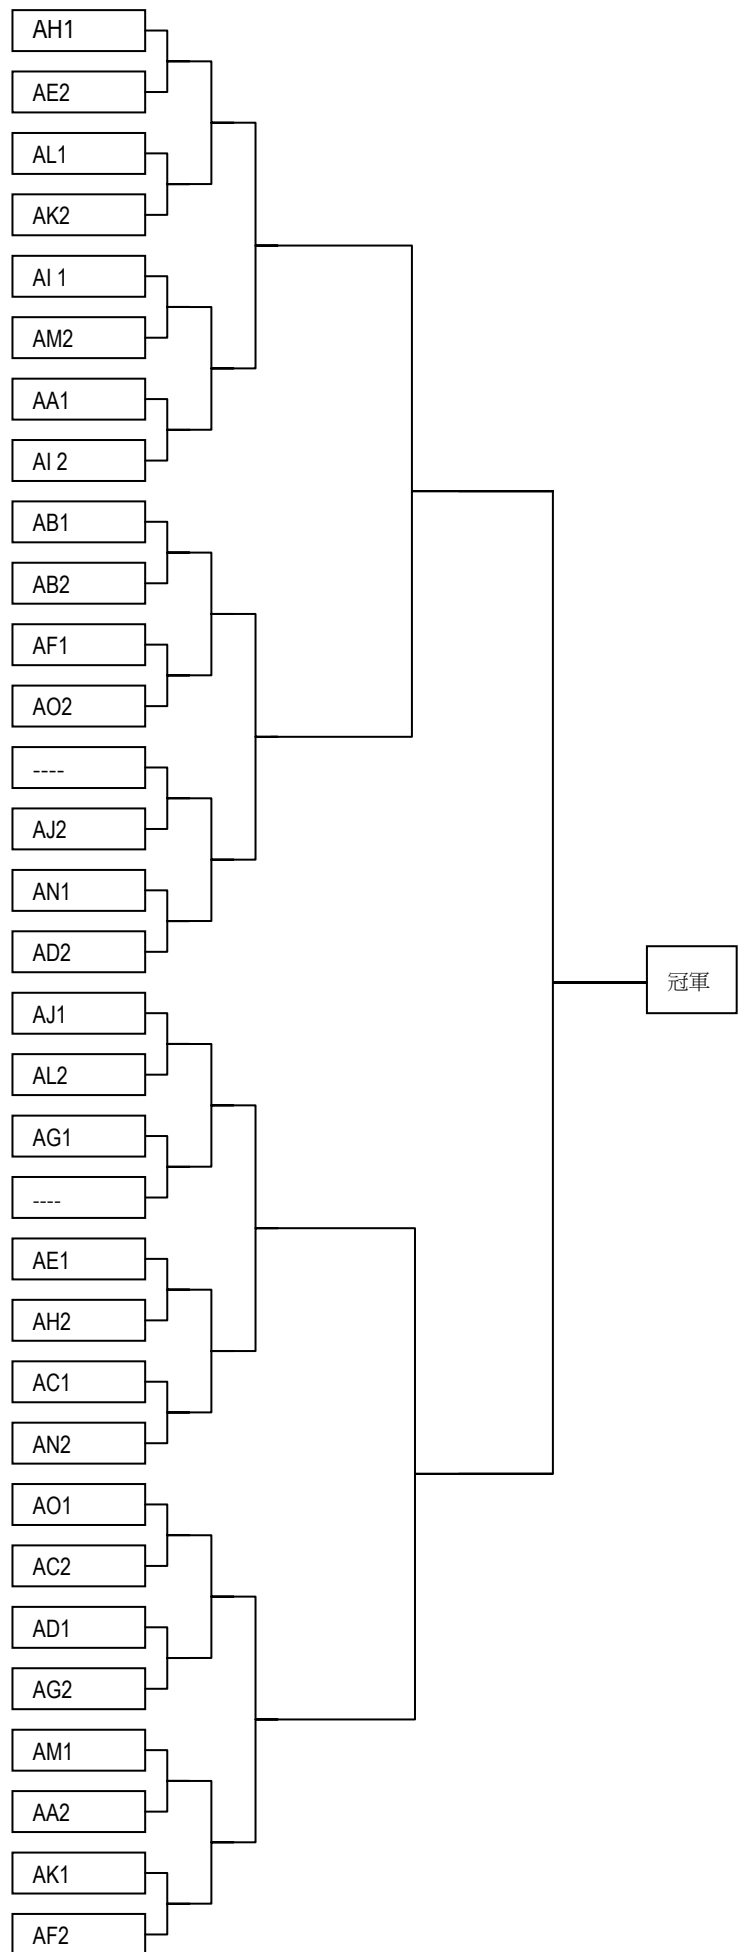 AH1
AE2
AL1
AK2
AI 1
AM2
AA1
AI 2
AB1
AB2
AF1
AO2
----
AJ2
AN1
AD2
冠軍
AJ1
AL2
AG1
----
AE1
AH2
AC1
AN2
AO1
AC2
AD1
AG2
AM1
AA2
AK1
AF2